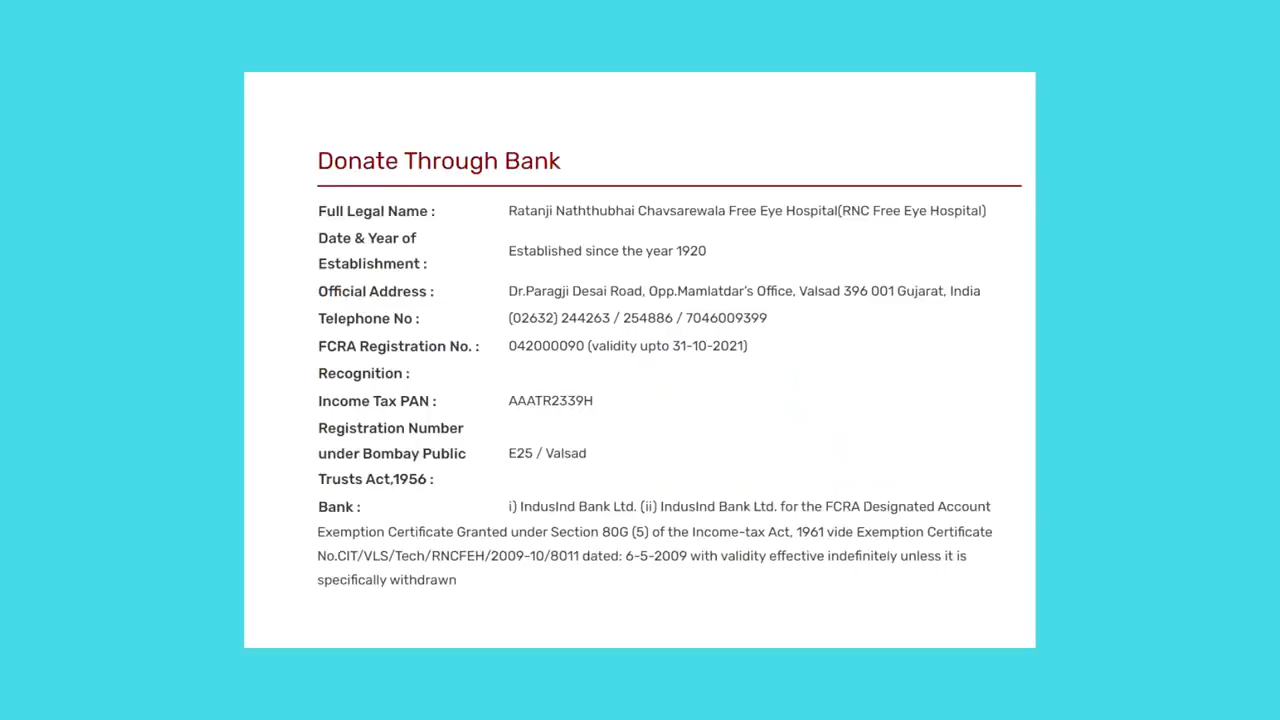 Donate Through Bank
Full Legal Name : Ratanji Naththubhai Chavsarewala Free Eye Hospital(RNC Free Eye Hospital)
Date & Year of
Establishment : Established since the year 1920
Official Address : Dr.Paragji Desai Road, Opp.Mamlatdar's Office, Valsad 396 001 Gujarat, India
Telephone No : (02632) 244263 / 254886 / 7046009399
FCRA Registration No. : 042000090 (validity upto 31-10-2021)
Recognition :
Income Tax PAN : AAATR2339H
Registration Number
under Bombay Public E25 / Valsad
Trusts Act,1956 :
Bank : i) IndusInd Bank Ltd. (ii) IndusInd Bank Ltd. for the FCRA Designated Account
Exemption Certificate Granted under Section 80G (5) of the Income-tax Act, 1961 vide Exemption Certificate
No.CIT/VLS/Tech/RNCFEH/2009-10/8011 dated: 6-5-2009 with validity effective indefinitely unless it is
specifically withdrawn